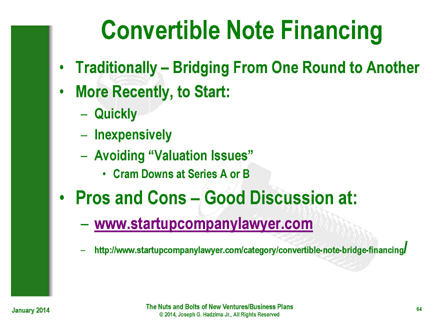 Convertible Note Financing
• Traditionally – Bridging From One Round to Another
• More Recently, to Start:
– Quickly
– Inexpensively
– Avoiding “Valuation Issues”
• Cram Downs at Series A or B
• Pros and Cons – Good Discussion at:
– www.startupcompanylawyer.com
– http://www.startupcompanylawyer.com/category/convertible-note-bridge-financing/
January 2014
The Nuts and Bolts of New Ventures/Business Plans
© 2014, Joseph G. Hadzima Jr., All Rights Reserved
64